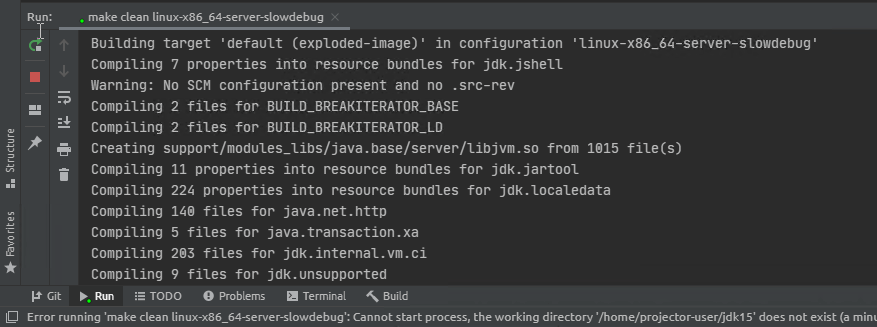 Run:
make clean linux-x86_64-server-slowdebug
Building target 'default (exploded-image)' in configuration 'linux-x86_64-server-slowdebug'
Compiling 7 properties into resource bundles for jdk.jshell
Warning: No SCM configuration present and no .src-rev
Compiling 2 files for BUILD_BREAKITERATOR_BASE
Compiling 2 files for BUILD_BREAKITERATOR_LD
Creating support/modules_libs/java.base/server/libjvm.so from 1015 file(s)
Compiling 11 properties into resource bundles for jdk.jartool
Compiling 224 properties into resource bundles for jdk.localedata
Compiling 140 files for java.net.http
Compiling 5 files for java.transaction.xa
Compiling 203 files for jdk.internal.vm.ci
Compiling 9 files for jdk.unsupported
Structure
Favorites
Git
Run
TODO
Problems
Terminal
Build
Error running 'make clean linux-x86_64-server-slowdebug': Cannot start process, the working directory '/home/projector-user/jdk15' does not exist (a minu